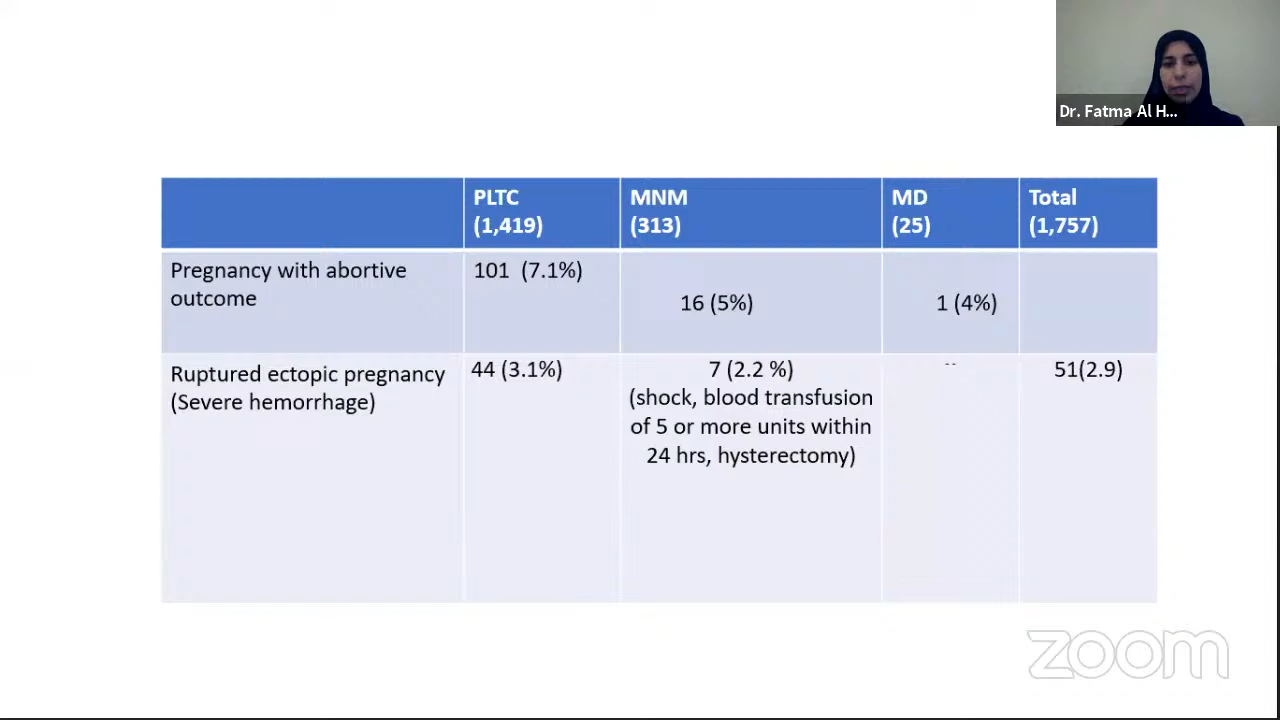 Dr. Fatma Al H...
PLTC
(1,419)
MNM
(313)
MD
(25)
Total
(1,757)
Pregnancy with abortive
outcome
101 (7.1%)
16 (5%)
1 (4%)
Ruptured ectopic pregnancy
(Severe hemorrhage)
44 (3.1%)
7 (2.2 %)
(shock, blood transfusion
of 5 or more units within
24 hrs, hysterectomy)
--
51(2.9)
zoom